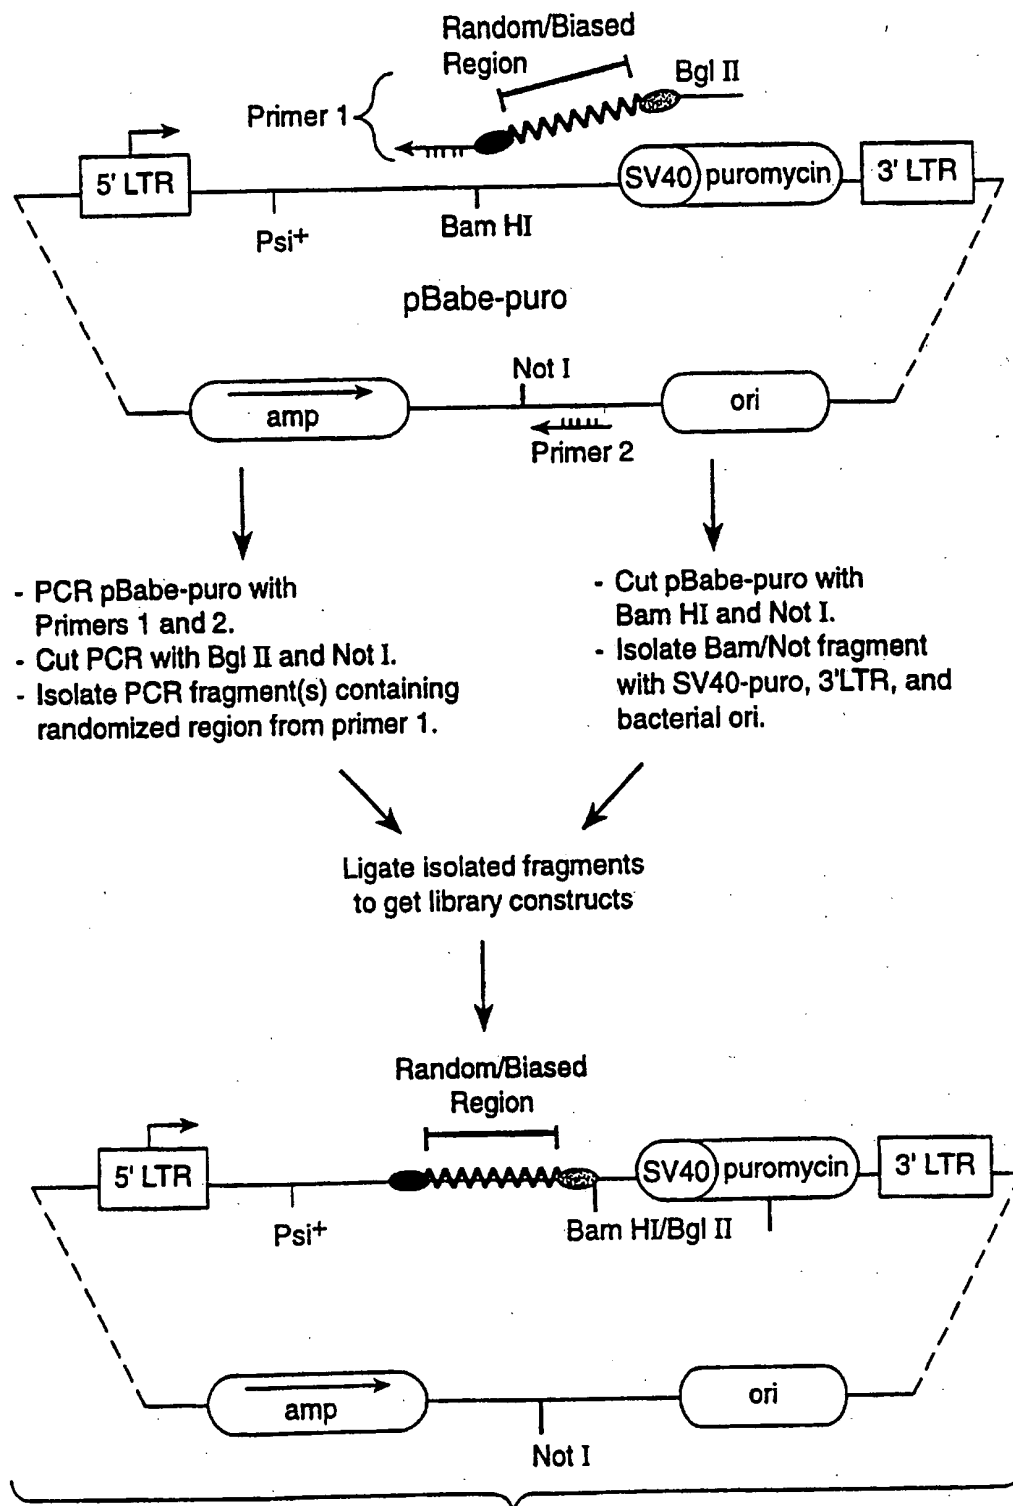 Random/Biased
Region
Bgl II
Primer 1
5' LTR
SV40
puromycin
3' LTR
Psi+
Bam HI
pBabe-puro
Not I
amp
ori
Primer 2
- PCR pBabe-puro with
Primers 1 and 2.
- Cut PCR with Bgl II and Not I.
- Isolate PCR fragment(s) containing
randomized region from primer 1.
- Cut pBabe-puro with
Bam HI and Not I.
- Isolate Bam/Not fragment
with SV40-puro, 3'LTR, and
bacterial ori.
Ligate isolated fragments
to get library constructs
Random/Biased
Region
5' LTR
SV40
puromycin
3' LTR
Psi+
Bam HI/Bgl II
amp
ori
Not I